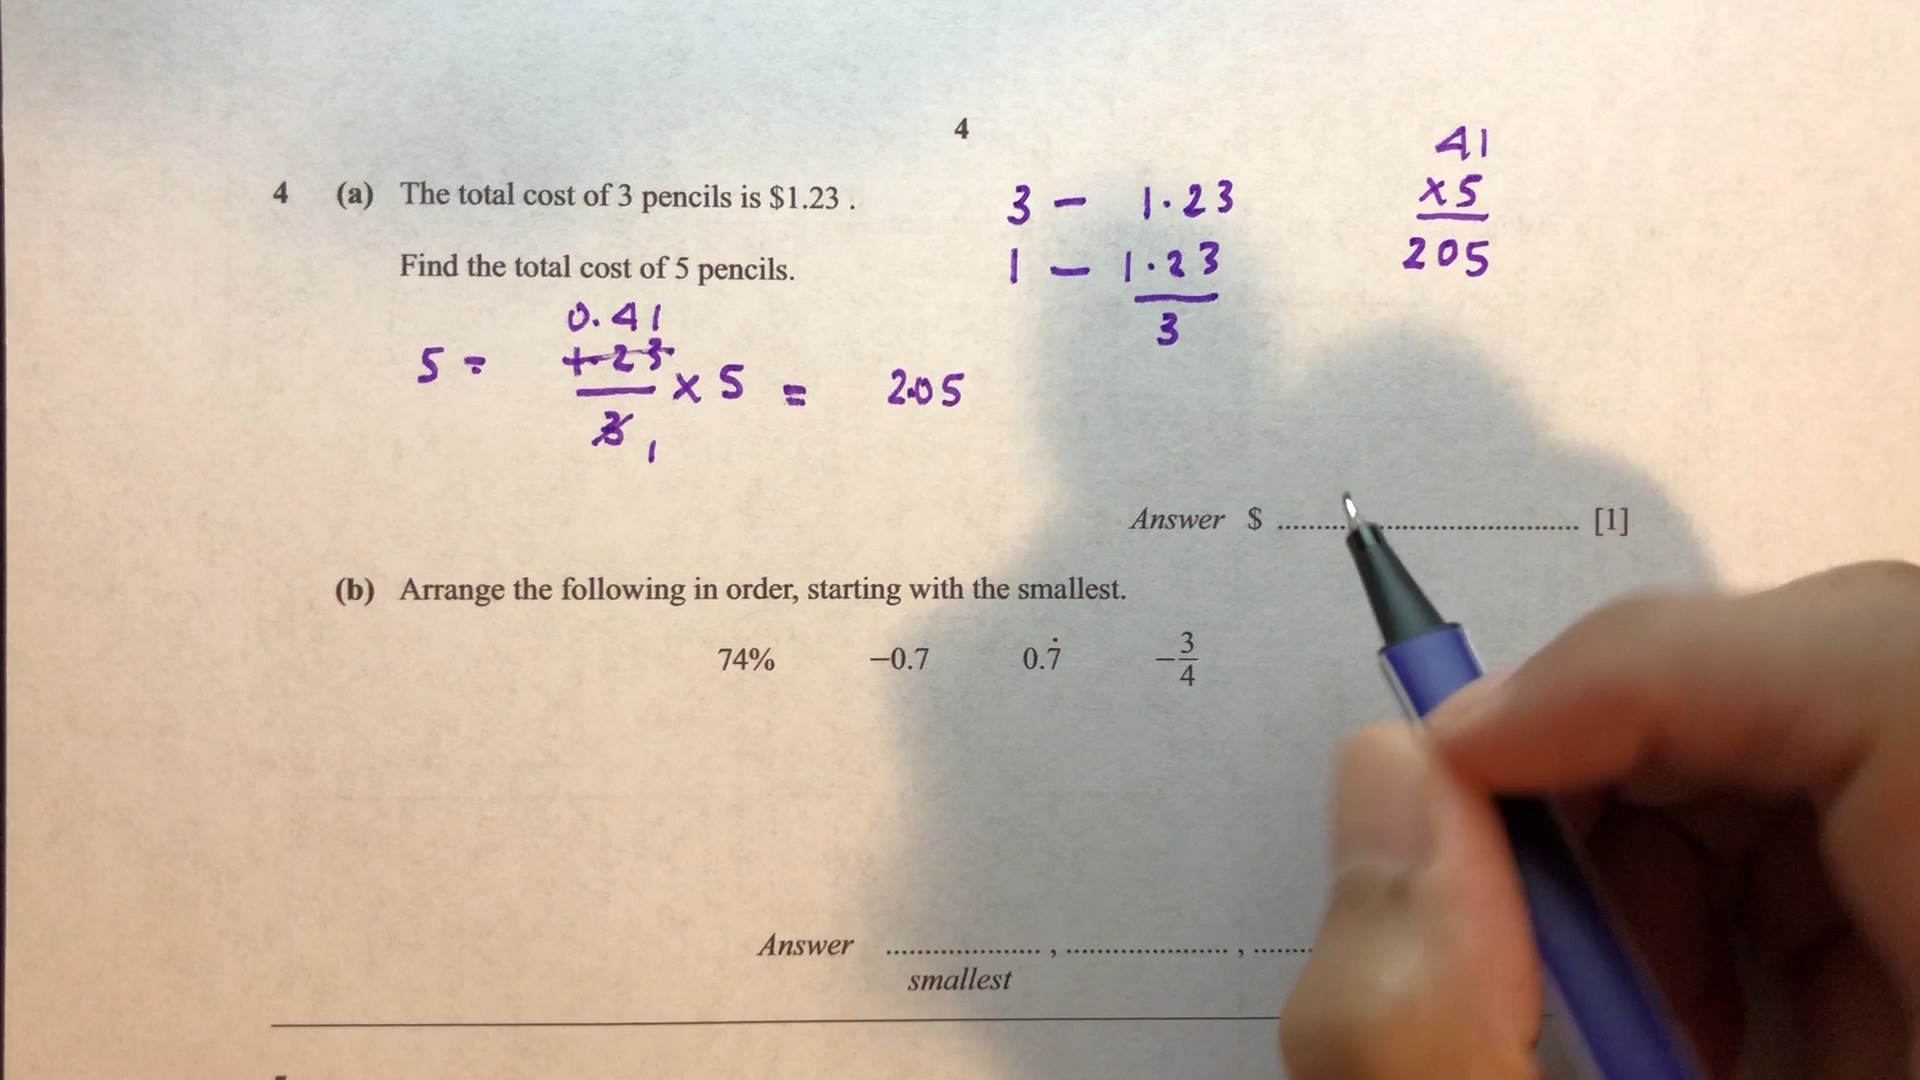 4
4 (a) The total cost of 3 pencils is $1.23 .
Find the total cost of 5 pencils.
3 - 1.23
1 - 1.23
3
41
x5
205
0.41
5 = 1.23 x 5 = 2.05
3 1
Answer $ .................................................. [1]
(b) Arrange the following in order, starting with the smallest.
74% −0.7 0.7̇ −3/4
Answer ..................... , ..................... , ........
smallest